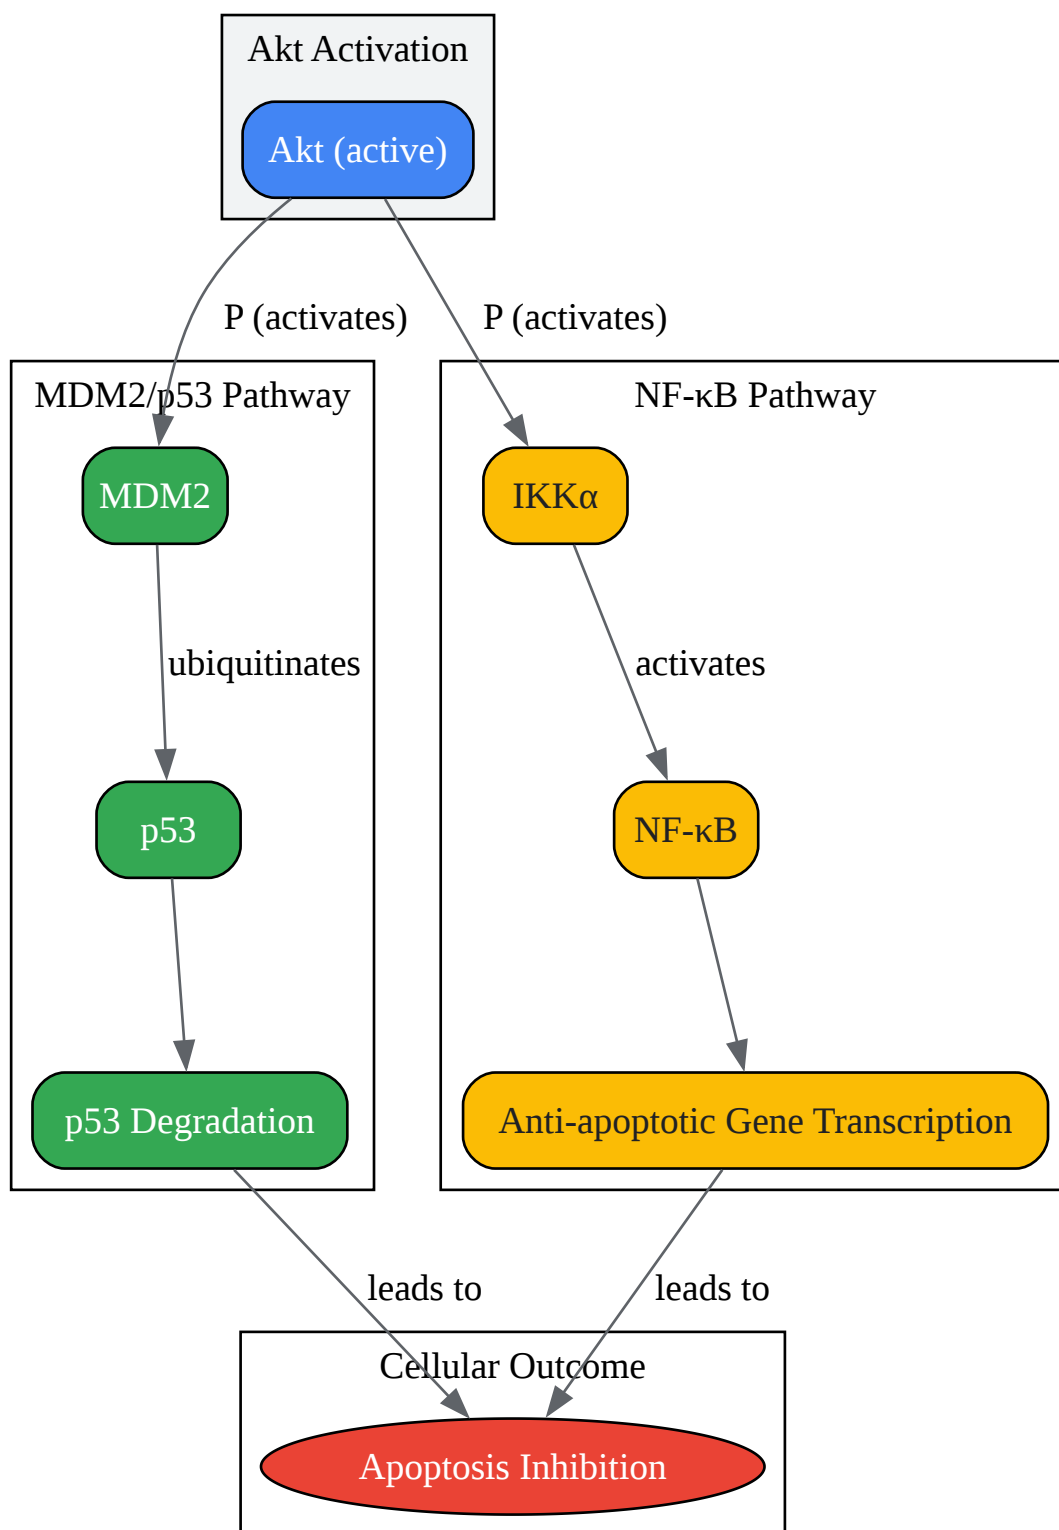 Akt Activation
Akt (active)
P (activates)
P (activates)
MDM2/p53 Pathway
NF-κB Pathway
MDM2
IKKα
ubiquitinates
activates
p53
NF-κB
p53 Degradation
Anti-apoptotic Gene Transcription
leads to
leads to
Cellular Outcome
Apoptosis Inhibition